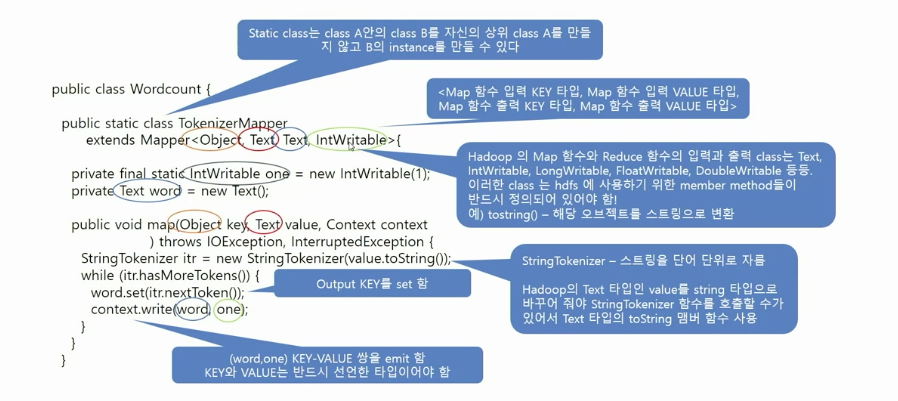 Static class는 class A안의 class B를 자신의 상위 class A를 만들
지 않고 B의 instance를 만들 수 있다
public class Wordcount {
<Map 함수 입력 KEY 타입, Map 함수 입력 VALUE 타입,
Map 함수 출력 KEY 타입, Map 함수 출력 VALUE 타입>
public static class TokenizerMapper
extends Mapper<Object, Text, Text, IntWritable>{
Hadoop 의 Map 함수와 Reduce 함수의 입력과 출력 class는 Text,
IntWritable, LongWritable, FloatWritable, DoubleWritable 등등.
이러한 class 는 hdfs 에 사용하기 위한 member method들이
반드시 정의되어 있어야 함!
예) tostring() – 해당 오브젝트를 스트링으로 변환
private final static IntWritable one = new IntWritable(1);
private Text word = new Text();
public void map(Object key, Text value, Context context
) throws IOException, InterruptedException {
StringTokenizer itr = new StringTokenizer(value.toString());
while (itr.hasMoreTokens()) {
word.set(itr.nextToken());
context.write(word, one);
}
}
}
StringTokenizer – 스트링을 단어 단위로 자름
Hadoop의 Text 타입인 value를 string 타입으로
바꾸어 줘야 StringTokenizer 함수를 호출할 수가
있어서 Text 타입의 toString 맴버 함수 사용
Output KEY를 set 함
(word,one) KEY-VALUE 쌍을 emit 함
KEY와 VALUE는 반드시 선언한 타입이어야 함